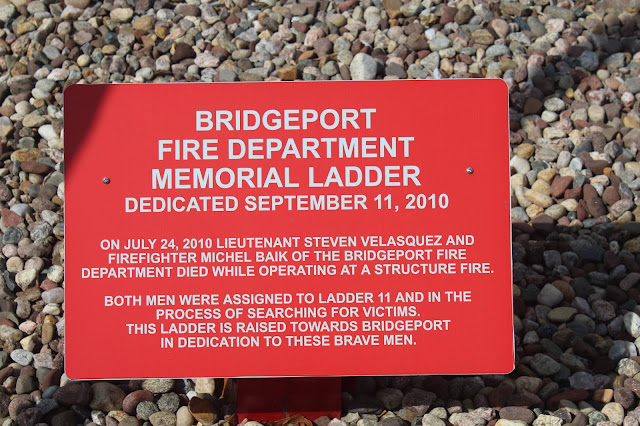 BRIDGEPORT
FIRE DEPARTMENT
MEMORIAL LADDER
DEDICATED SEPTEMBER 11, 2010
ON JULY 24, 2010 LIEUTENANT STEVEN VELASQUEZ AND
FIREFIGHTER MICHEL BAIK OF THE BRIDGEPORT FIRE
DEPARTMENT DIED WHILE OPERATING AT A STRUCTURE FIRE.
BOTH MEN WERE ASSIGNED TO LADDER 11 AND IN THE
PROCESS OF SEARCHING FOR VICTIMS.
THIS LADDER IS RAISED TOWARDS BRIDGEPORT
IN DEDICATION TO THESE BRAVE MEN.